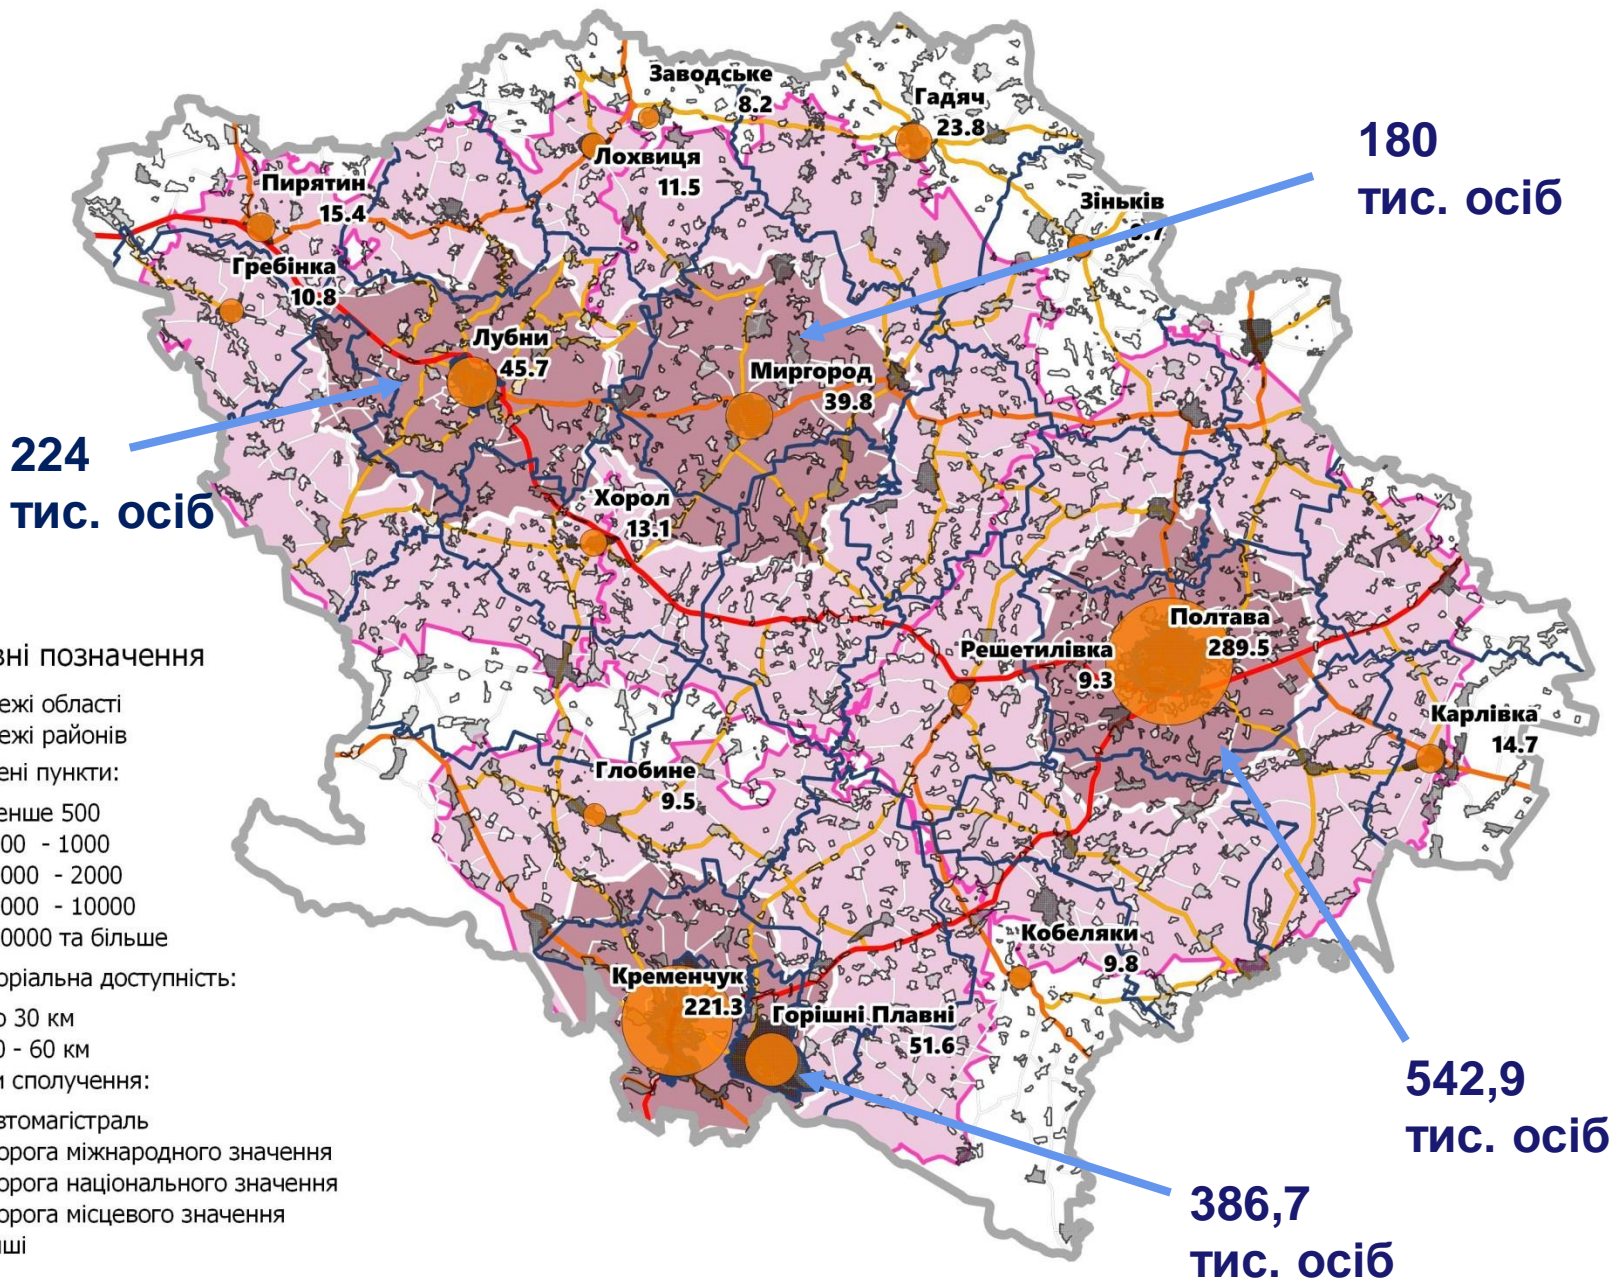 Заводське
8.2
Гадяч
23.8
180
тис. осіб
Лохвиця
11.5
Пирятин
15.4
Зіньків
9.7
Гребінка
10.8
Лубни
45.7
Миргород
39.8
224
тис. осіб
Хорол
13.1
Полтава
289.5
Решетилівка
9.3
Карлівка
14.7
Глобине
9.5
Кобеляки
9.8
Кременчук
221.3
Горішні Плавні
51.6
542,9
тис. осіб
386,7
тис. осіб
вні позначення
ежі області
ежі районів
ені пункти:
енше 500
00 - 1000
000 - 2000
000 - 10000
0000 та більше
оріальна доступність:
о 30 км
0 - 60 км
и сполучення:
втомагістраль
орога міжнародного значення
орога національного значення
орога місцевого значення
нші